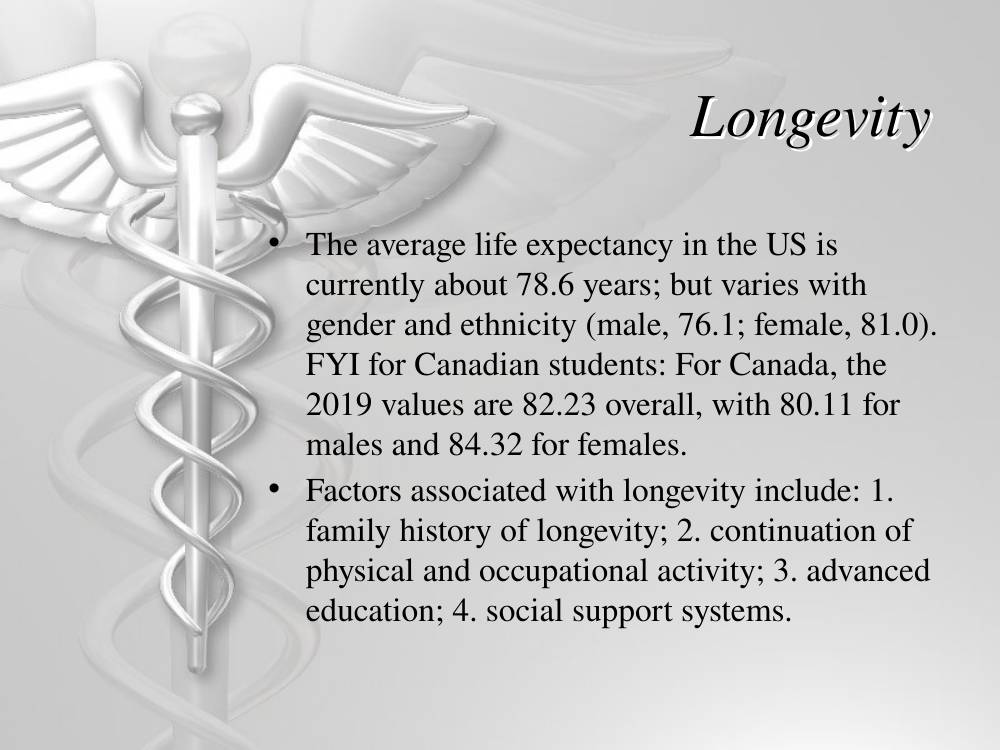 Longevity
• The average life expectancy in the US is
currently about 78.6 years; but varies with
gender and ethnicity (male, 76.1; female, 81.0).
FYI for Canadian students: For Canada, the
2019 values are 82.23 overall, with 80.11 for
males and 84.32 for females.
• Factors associated with longevity include: 1.
family history of longevity; 2. continuation of
physical and occupational activity; 3. advanced
education; 4. social support systems.